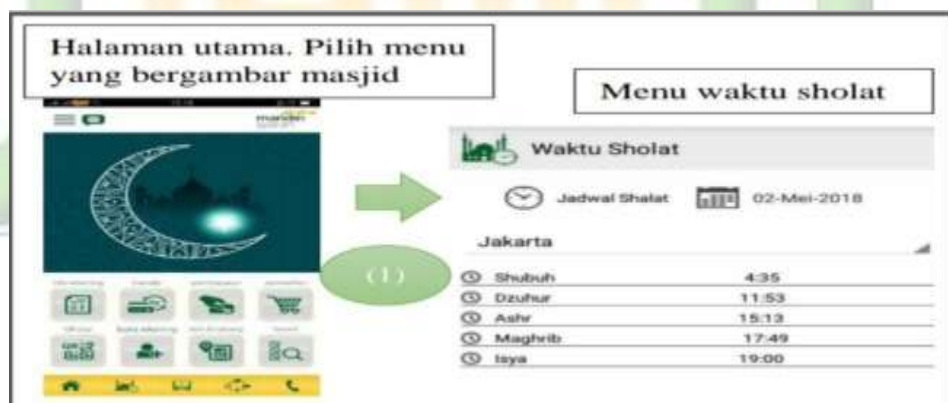 Halaman utama. Pilih menu
yang bergambar masjid
Menu waktu sholat
mandiri
Waktu Sholat
Jadwal Shalat 02-Mei-2018
Jakarta
(1)
Shubuh 4:35
Dzuhur 11:53
Ashr 15:13
Maghrib 17:49
Isya 19:00